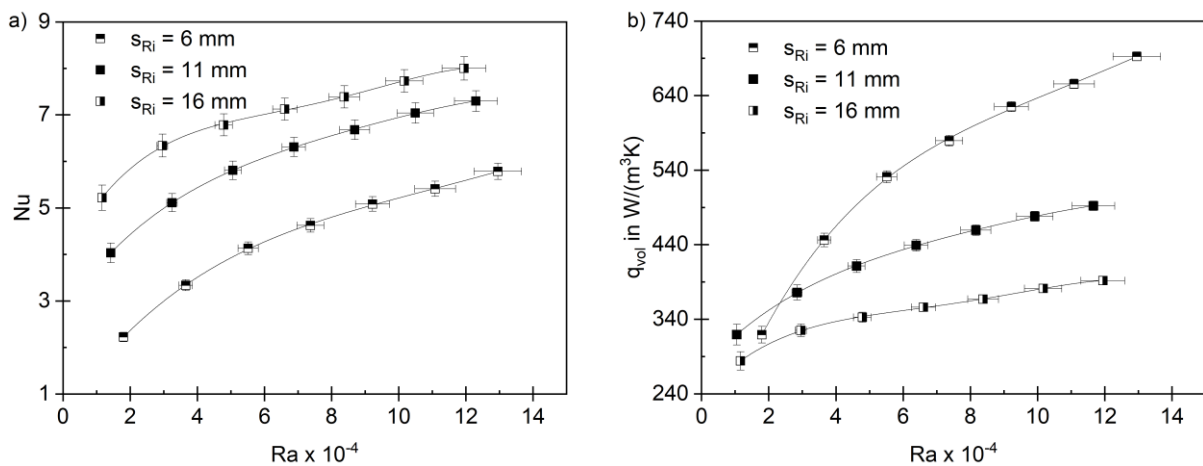 a)
9
7
5
3
1
Nu
s_Ri = 6 mm
s_Ri = 11 mm
s_Ri = 16 mm
0 2 4 6 8 10 12 14
Ra x 10⁻⁴
b)
740
640
540
440
340
240
q_vol in W/(m³K)
s_Ri = 6 mm
s_Ri = 11 mm
s_Ri = 16 mm
0 2 4 6 8 10 12 14
Ra x 10⁻⁴